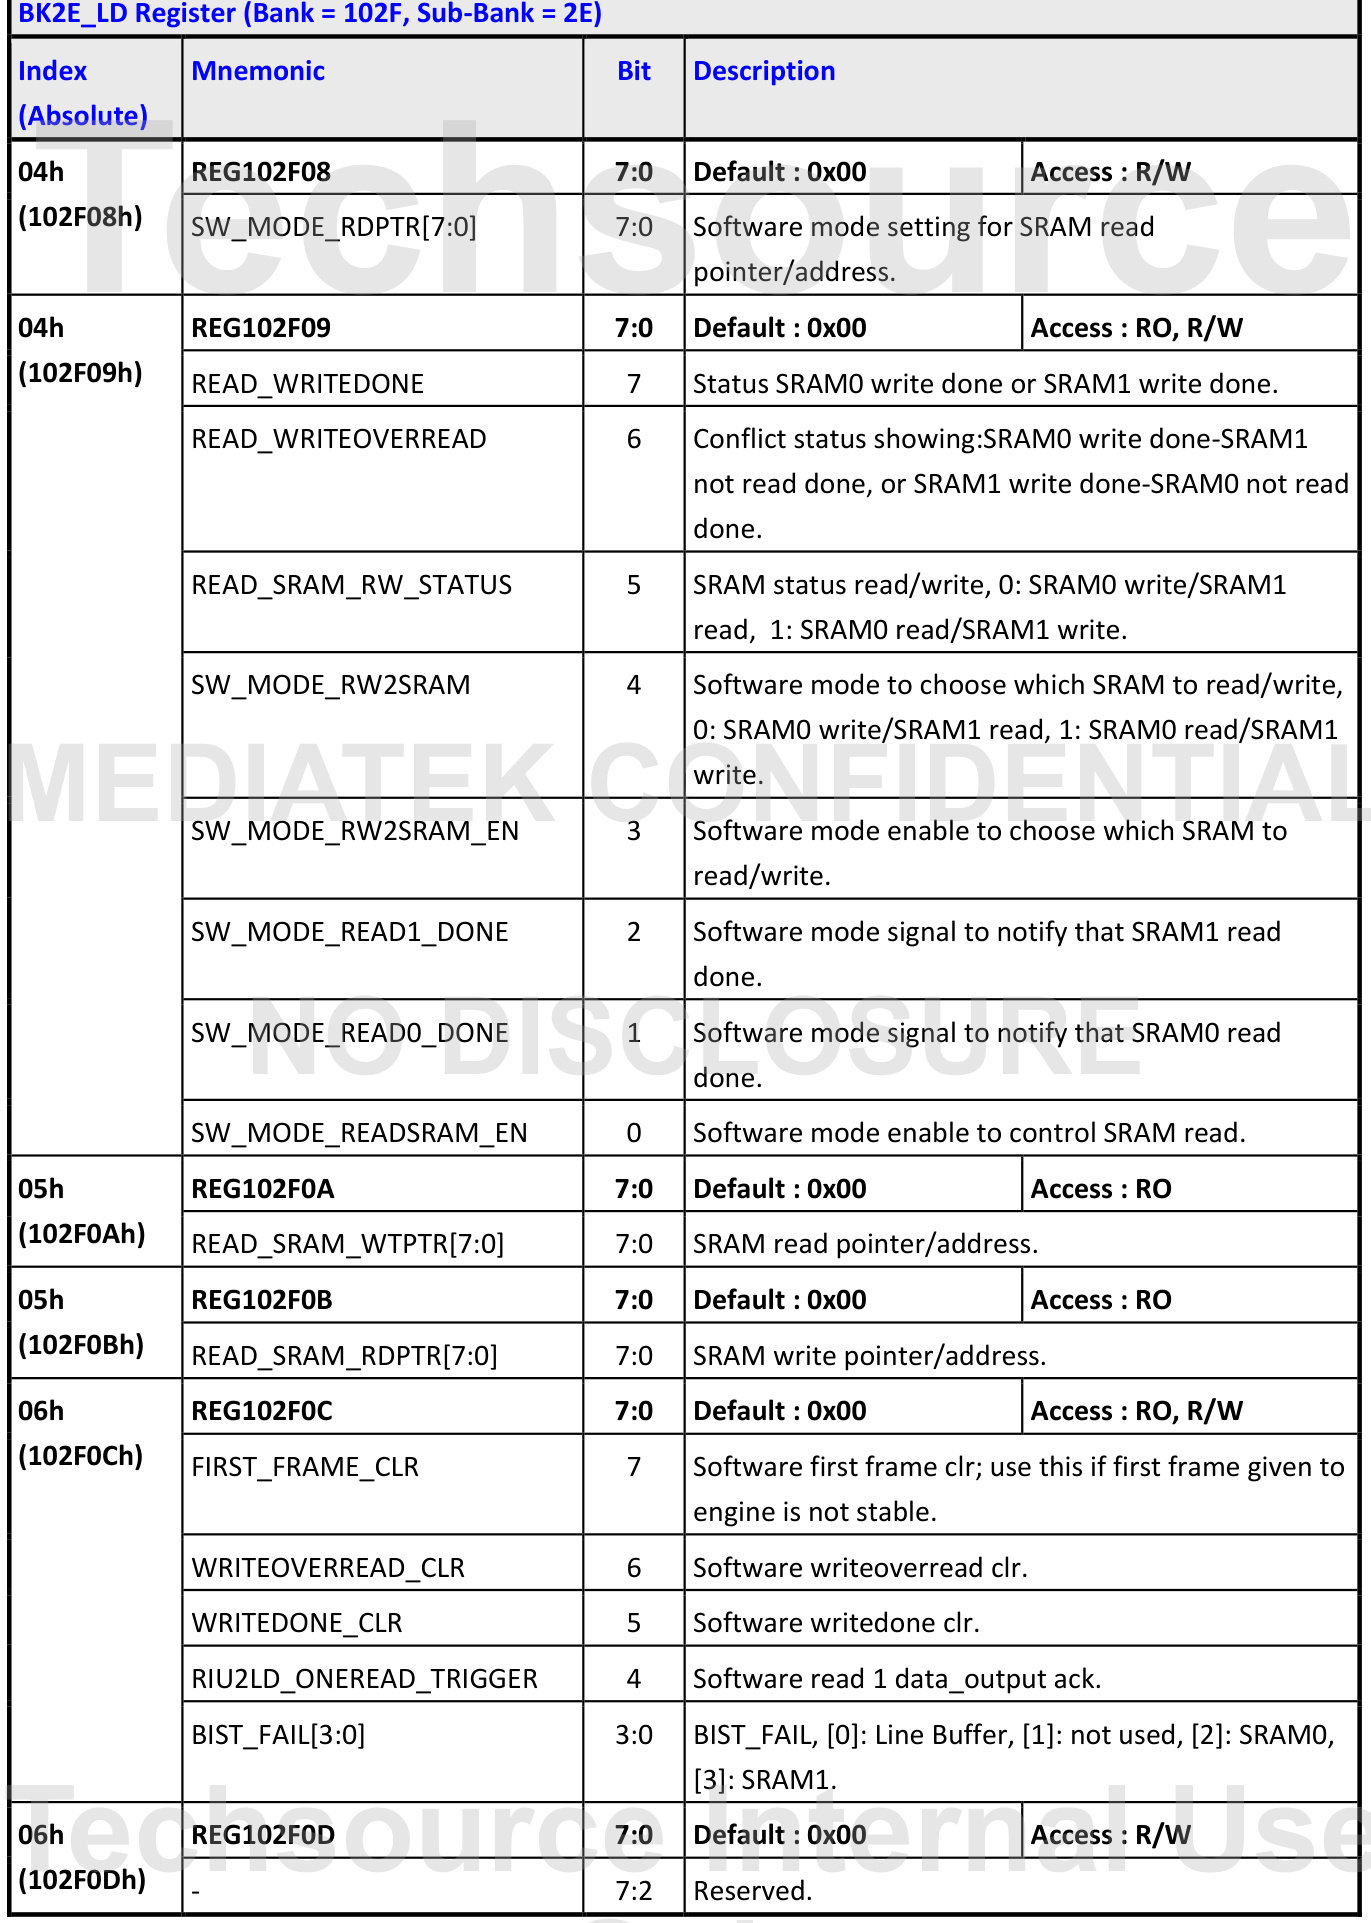 BK2E_LD Register (Bank = 102F, Sub-Bank = 2E)
Index (Absolute) Mnemonic Bit Description
04h (102F08h) REG102F08 7:0 Default : 0x00 Access : R/W
SW_MODE_RDPTR[7:0] 7:0 Software mode setting for SRAM read
pointer/address.
04h (102F09h) REG102F09 7:0 Default : 0x00 Access : RO, R/W
READ_WRITEDONE 7 Status SRAM0 write done or SRAM1 write done.
READ_WRITEOVERREAD 6 Conflict status showing:SRAM0 write done-SRAM1
not read done, or SRAM1 write done-SRAM0 not read
done.
READ_SRAM_RW_STATUS 5 SRAM status read/write, 0: SRAM0 write/SRAM1
read,  1: SRAM0 read/SRAM1 write.
SW_MODE_RW2SRAM 4 Software mode to choose which SRAM to read/write,
0: SRAM0 write/SRAM1 read, 1: SRAM0 read/SRAM1
write.
SW_MODE_RW2SRAM_EN 3 Software mode enable to choose which SRAM to
read/write.
SW_MODE_READ1_DONE 2 Software mode signal to notify that SRAM1 read
done.
SW_MODE_READ0_DONE 1 Software mode signal to notify that SRAM0 read
done.
SW_MODE_READSRAM_EN 0 Software mode enable to control SRAM read.
05h (102F0Ah) REG102F0A 7:0 Default : 0x00 Access : RO
READ_SRAM_WTPTR[7:0] 7:0 SRAM read pointer/address.
05h (102F0Bh) REG102F0B 7:0 Default : 0x00 Access : RO
READ_SRAM_RDPTR[7:0] 7:0 SRAM write pointer/address.
06h (102F0Ch) REG102F0C 7:0 Default : 0x00 Access : RO, R/W
FIRST_FRAME_CLR 7 Software first frame clr; use this if first frame given to
engine is not stable.
WRITEOVERREAD_CLR 6 Software writeoverread clr.
WRITEDONE_CLR 5 Software writedone clr.
RIU2LD_ONEREAD_TRIGGER 4 Software read 1 data_output ack.
BIST_FAIL[3:0] 3:0 BIST_FAIL, [0]: Line Buffer, [1]: not used, [2]: SRAM0,
[3]: SRAM1.
06h (102F0Dh) REG102F0D 7:0 Default : 0x00 Access : R/W
- 7:2 Reserved.
Techsource
MEDIATEK CONFIDENTIAL
NO DISCLOSURE
Techsource Internal Use